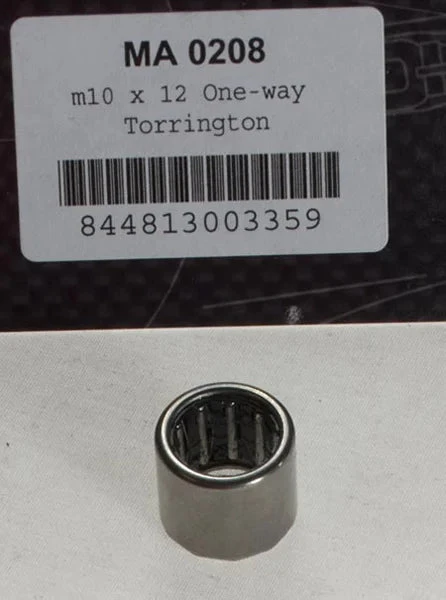 MA 0208
m10 x 12 One-way
Torrington
844813003359